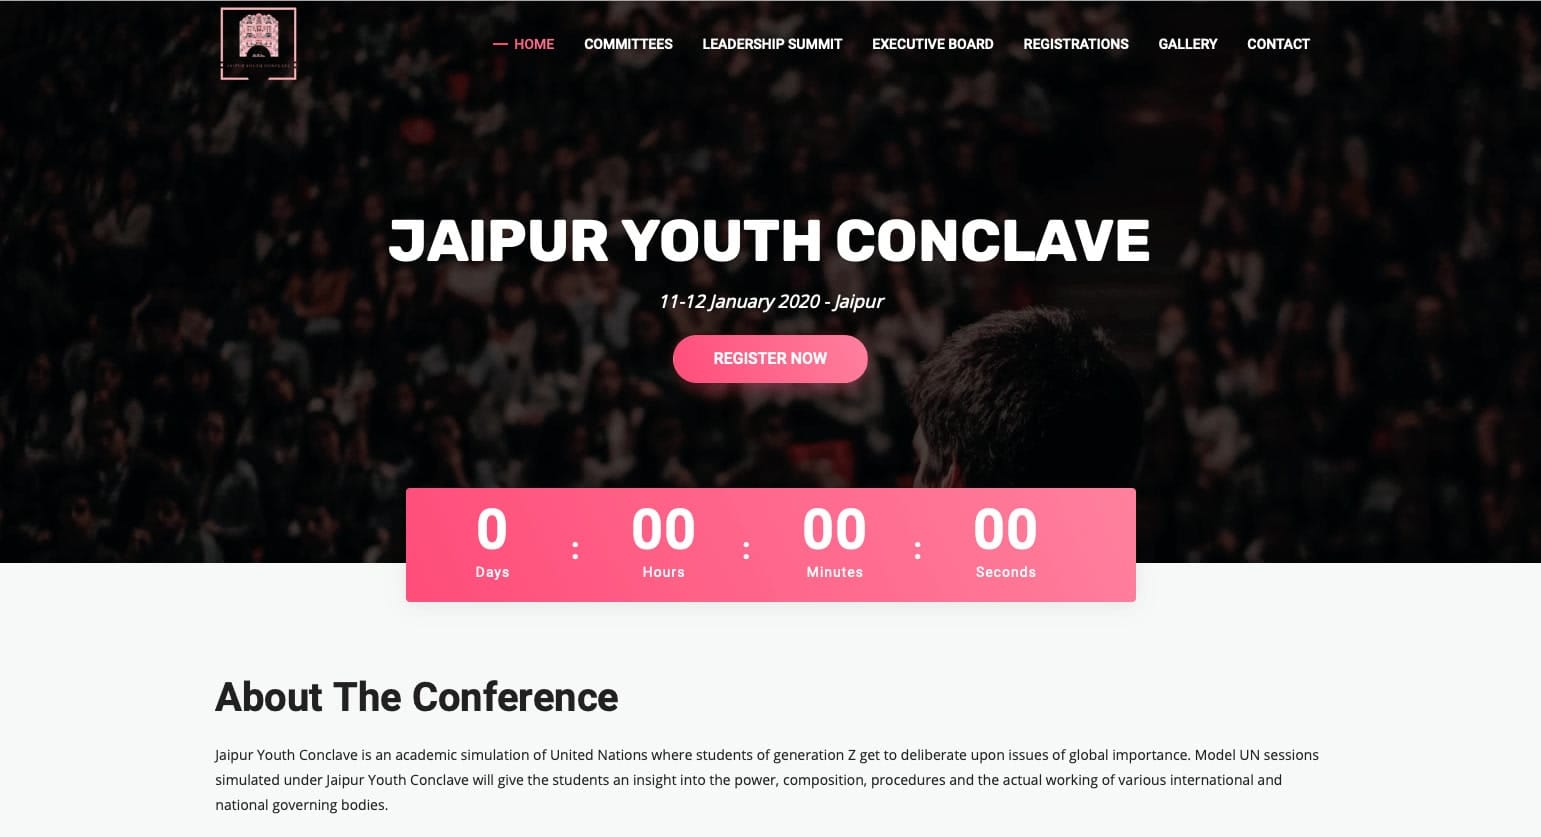 JAIPUR YOUTH CONCLAVE
HOME COMMITTEES LEADERSHIP SUMMIT EXECUTIVE BOARD REGISTRATIONS GALLERY CONTACT
JAIPUR YOUTH CONCLAVE
11-12 January 2020 - Jaipur
REGISTER NOW
0 : 00 : 00 : 00
Days Hours Minutes Seconds
About The Conference
Jaipur Youth Conclave is an academic simulation of United Nations where students of generation Z get to deliberate upon issues of global importance. Model UN sessions
simulated under Jaipur Youth Conclave will give the students an insight into the power, composition, procedures and the actual working of various international and
national governing bodies.